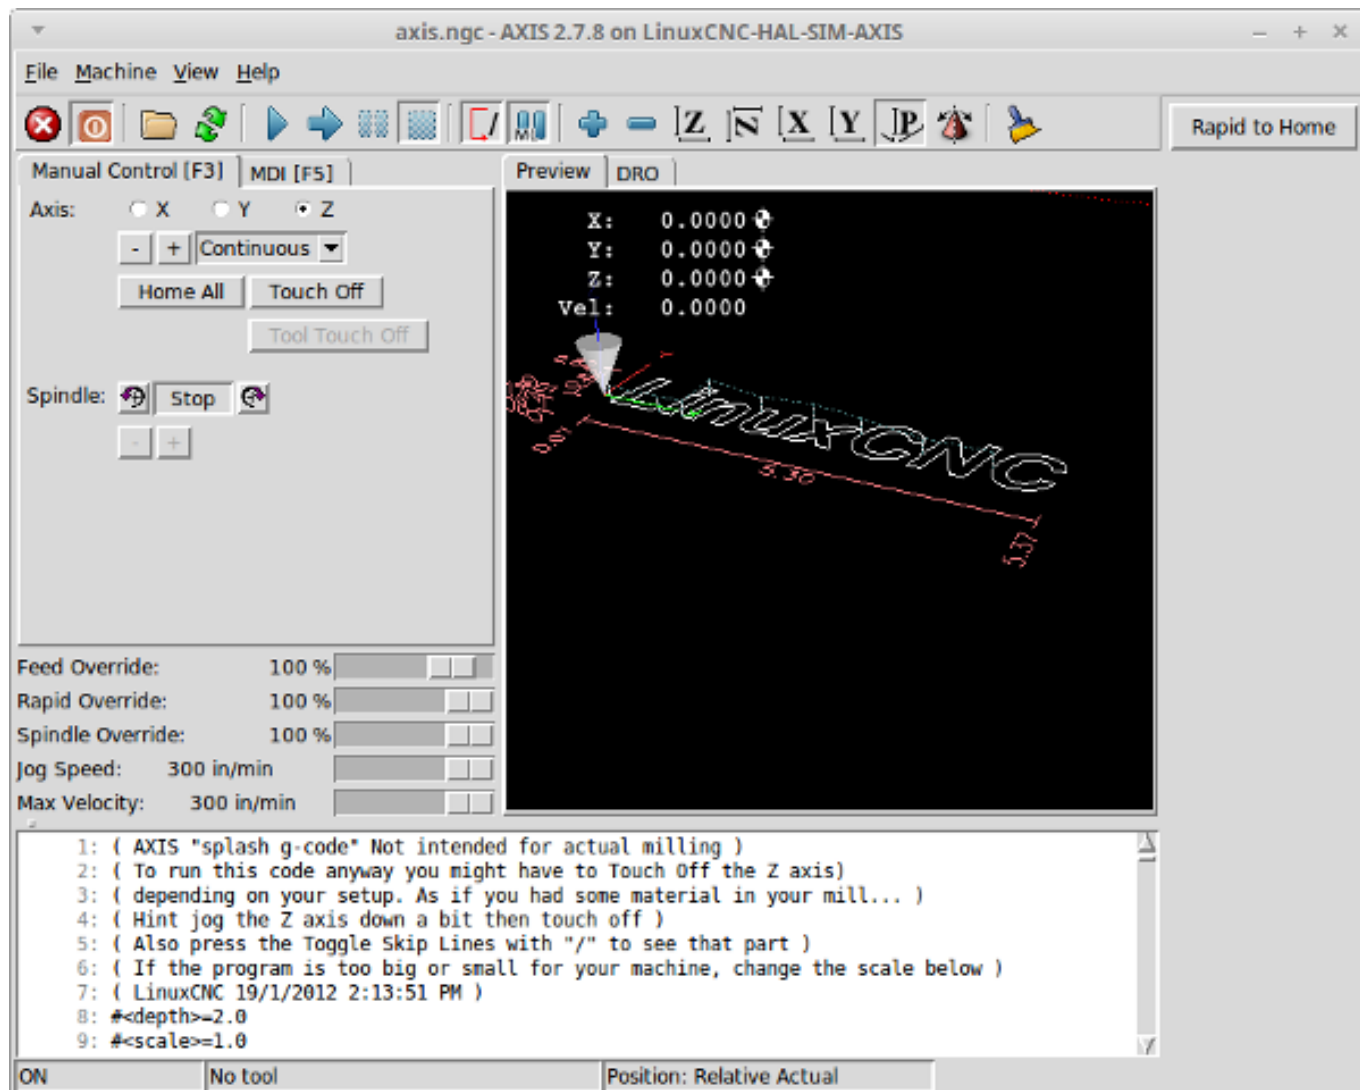 axis.ngc - AXIS 2.7.8 on LinuxCNC-HAL-SIM-AXIS
File Machine View Help
Z N X Y P
Rapid to Home
Manual Control [F3] MDI [F5]
Preview DRO
Axis: X Y Z
- + Continuous
Home All Touch Off
Tool Touch Off
Spindle: Stop
- +
X: 0.0000
Y: 0.0000
Z: 0.0000
Vel: 0.0000
LinuxCNC
5.30
5.37
Feed Override: 100 %
Rapid Override: 100 %
Spindle Override: 100 %
Jog Speed: 300 in/min
Max Velocity: 300 in/min
1: ( AXIS "splash g-code" Not intended for actual milling )
2: ( To run this code anyway you might have to Touch Off the Z axis)
3: ( depending on your setup. As if you had some material in your mill... )
4: ( Hint jog the Z axis down a bit then touch off )
5: ( Also press the Toggle Skip Lines with "/" to see that part )
6: ( If the program is too big or small for your machine, change the scale below )
7: ( LinuxCNC 19/1/2012 2:13:51 PM )
8: #<depth>=2.0
9: #<scale>=1.0
ON No tool Position: Relative Actual